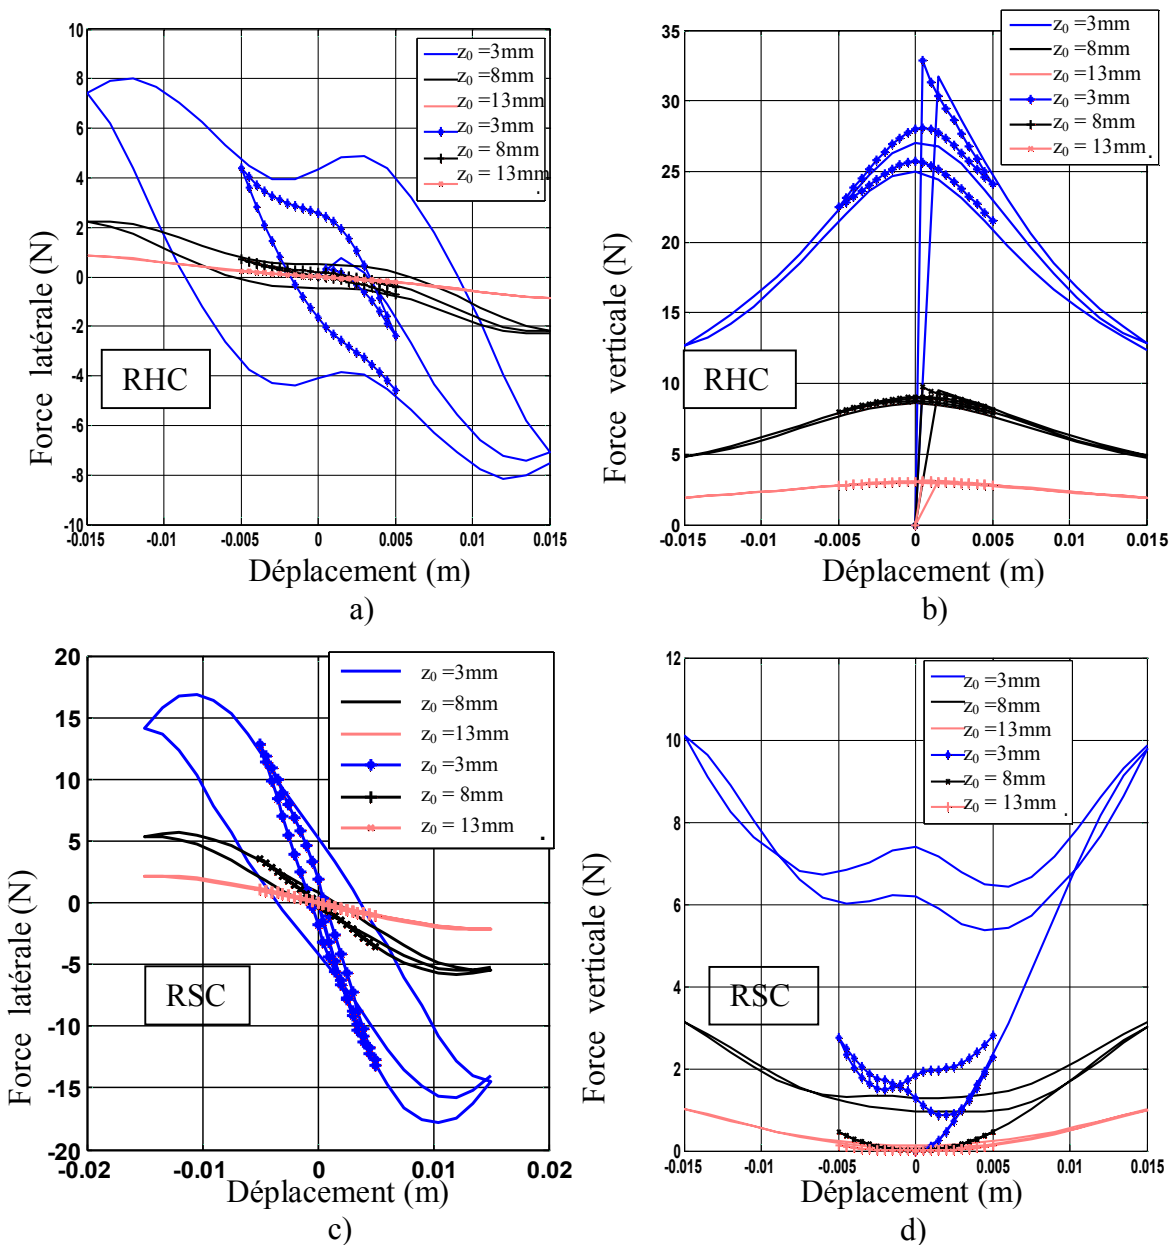 10
8
6
4
2
0
-2
-4
-6
-8
-10
-0.015
-0.01
-0.005
0
0.005
0.01
0.015
Force latérale (N)
Déplacement (m)
z0 =3mm
z0 =8mm
z0 =13mm
z0 =3mm
z0 = 8mm
z0 = 13mm
RHC
a)
35
30
25
20
15
10
5
0
-0.015
-0.01
-0.005
0
0.005
0.01
0.015
Force verticale (N)
Déplacement (m)
z0 =3mm
z0 =8mm
z0 =13mm
z0 =3mm
z0 = 8mm
z0 = 13mm
RHC
b)
20
15
10
5
0
-5
-10
-15
-20
-0.02
-0.01
0
0.01
0.02
Force latérale (N)
Déplacement (m)
z0 =3mm
z0 =8mm
z0 =13mm
z0 =3mm
z0 = 8mm
z0 = 13mm
RSC
c)
12
10
8
6
4
2
0
-0.015
-0.01
-0.005
0
0.005
0.01
0.015
Force verticale (N)
Déplacement (m)
z0 =3mm
z0 =8mm
z0 =13mm
z0 =3mm
z0 = 8mm
z0 = 13mm
RSC
d)